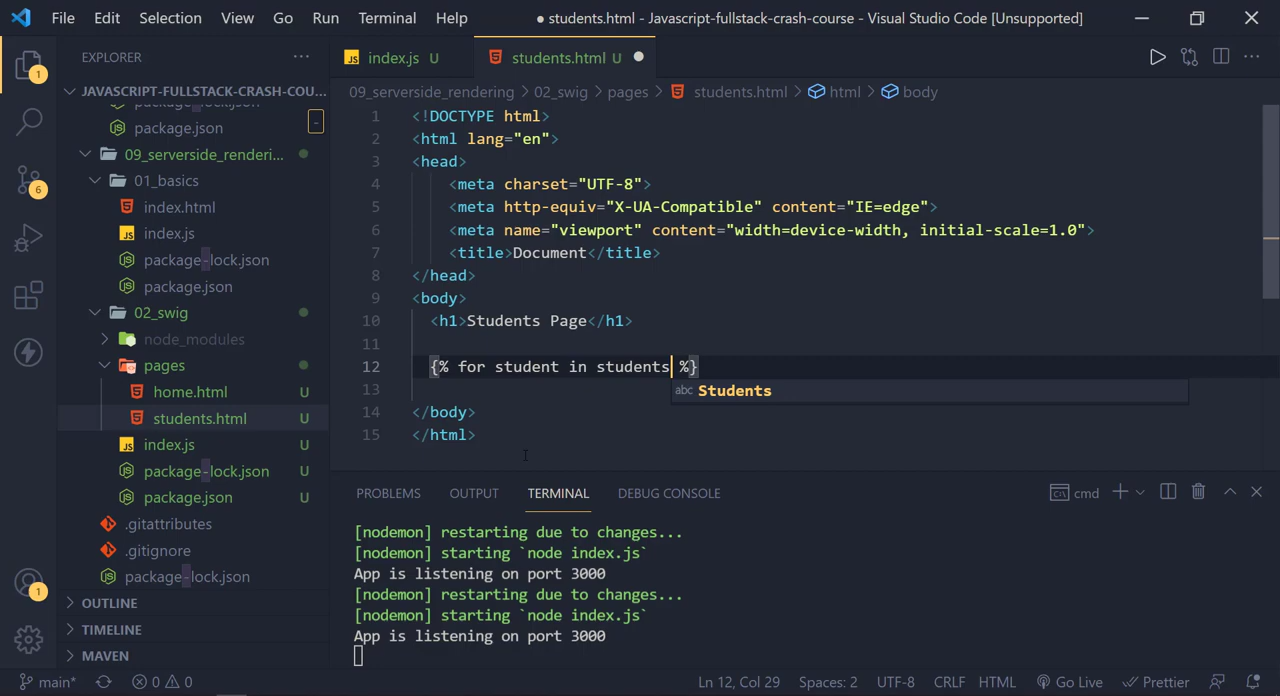 File Edit Selection View Go Run Terminal Help
● students.html - Javascript-fullstack-crash-course - Visual Studio Code [Unsupported]
EXPLORER
JAVASCRIPT-FULLSTACK-CRASH-COU...
package-lock.json
package.json
09_serverside_renderi...
01_basics
index.html
index.js
package-lock.json
package.json
02_swig
node_modules
pages
home.html U
students.html U
index.js U
package-lock.json U
package.json U
.gitattributes
.gitignore
package-lock.json
OUTLINE
TIMELINE
MAVEN
1
6
1
JS index.js U
students.html U
09_serverside_rendering > 02_swig > pages > students.html > html > body
1 <!DOCTYPE html>
2 <html lang="en">
3 <head>
4 <meta charset="UTF-8">
5 <meta http-equiv="X-UA-Compatible" content="IE=edge">
6 <meta name="viewport" content="width=device-width, initial-scale=1.0">
7 <title>Document</title>
8 </head>
9 <body>
10 <h1>Students Page</h1>
11
12 {% for student in students %}
abc Students
13
14 </body>
15 </html>
PROBLEMS OUTPUT TERMINAL DEBUG CONSOLE
cmd
[nodemon] restarting due to changes...
[nodemon] starting `node index.js`
App is listening on port 3000
[nodemon] restarting due to changes...
[nodemon] starting `node index.js`
App is listening on port 3000
main* 0 0 Ln 12, Col 29 Spaces: 2 UTF-8 CRLF HTML Go Live Prettier